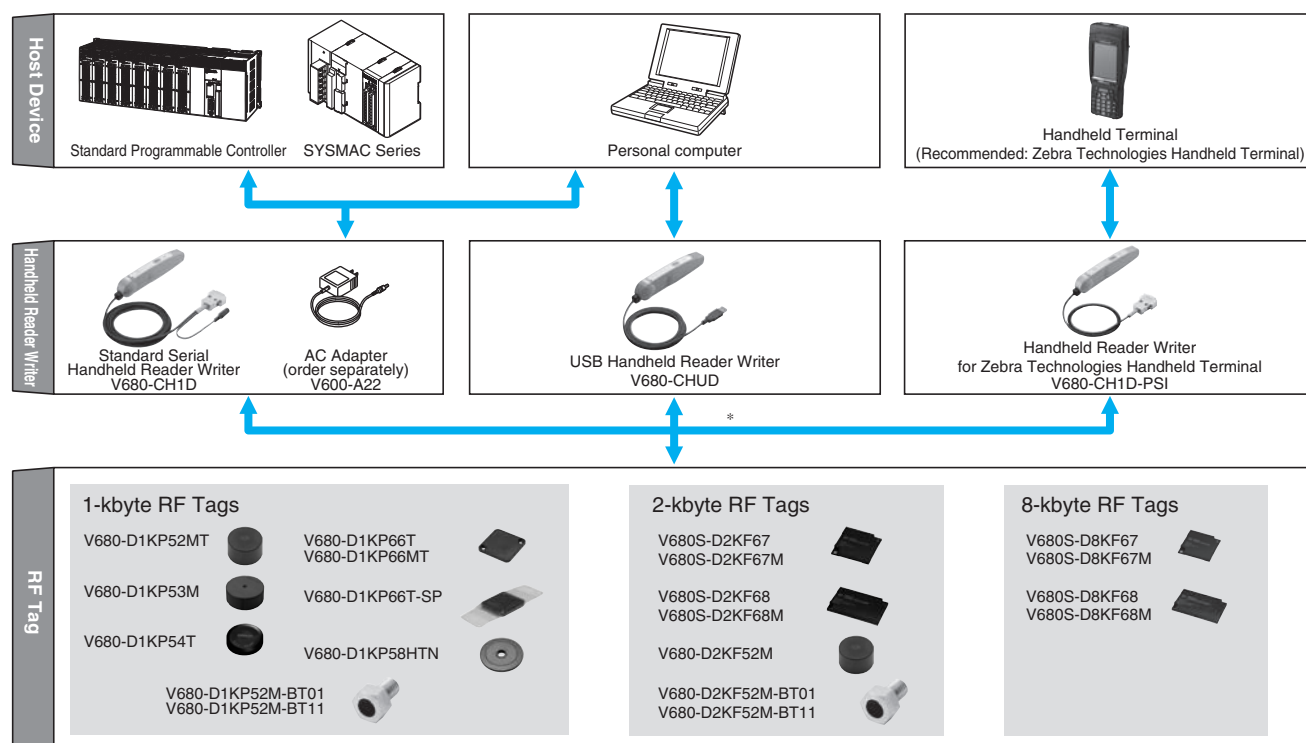 Host Device
Standard Programmable Controller
SYSMAC Series
Personal computer
Handheld Terminal
(Recommended: Zebra Technologies Handheld Terminal)
Handheld Reader Writer
Standard Serial
Handheld Reader Writer
V680-CH1D
AC Adapter
(order separately)
V600-A22
USB Handheld Reader Writer
V680-CHUD
Handheld Reader Writer
for Zebra Technologies Handheld Terminal
V680-CH1D-PSI
*
RF Tag
1-kbyte RF Tags
V680-D1KP52MT
V680-D1KP53M
V680-D1KP54T
V680-D1KP66T
V680-D1KP66MT
V680-D1KP66T-SP
V680-D1KP58HTN
V680-D1KP52M-BT01
V680-D1KP52M-BT11
2-kbyte RF Tags
V680S-D2KF67
V680S-D2KF67M
V680S-D2KF68
V680S-D2KF68M
V680-D2KF52M
V680-D2KF52M-BT01
V680-D2KF52M-BT11
8-kbyte RF Tags
V680S-D8KF67
V680S-D8KF67M
V680S-D8KF68
V680S-D8KF68M